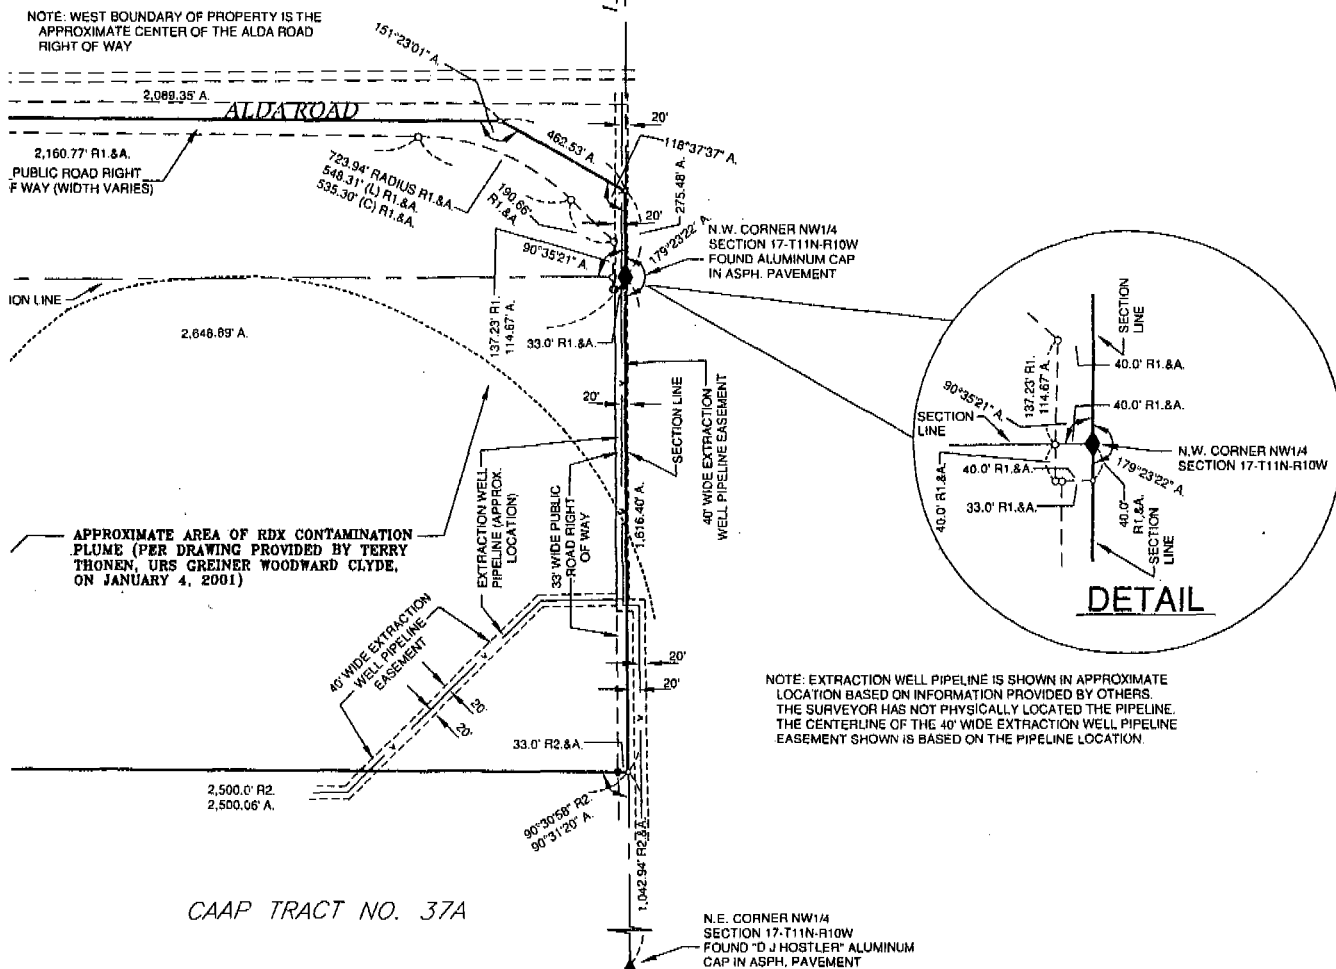 NOTE: WEST BOUNDARY OF PROPERTY IS THE
APPROXIMATE CENTER OF THE ALDA ROAD
RIGHT OF WAY
151°23'01" A.
2,089.35' A.
ALDA ROAD
20'
462.53' A.
118°37'37" A.
2,160.77' R1.&A.
PUBLIC ROAD RIGHT
F WAY (WIDTH VARIES)
723.94' RADIUS R1.&A.
548.31' (L) R1.&A.
535.30' (C) R1.&A.
190.66'
R1.&A.
275.48' A.
20'
179°23'22" A.
N.W. CORNER NW1/4
SECTION 17-T11N-R10W
FOUND ALUMINUM CAP
IN ASPH. PAVEMENT
90°35'21" A.
ION LINE
2,648.89' A.
137.23' R1.
114.67' A.
33.0' R1.&A.
20'
SECTION LINE
40' WIDE EXTRACTION
WELL PIPELINE EASEMENT
SECTION
LINE
40.0' R1.&A.
137.23' R1.
114.67' A.
90°35'21" A.
40.0' R1.&A.
SECTION
LINE
N.W. CORNER NW1/4
SECTION 17-T11N-R10W
40.0' R1.&A.
179°23'22" A.
40.0' R1.&A.
33.0' R1.&A.
40.0'
R1.&A.
SECTION
LINE
DETAIL
EXTRACTION WELL
PIPELINE (APPROX.
LOCATION)
33' WIDE PUBLIC
ROAD RIGHT
OF WAY
1,616.40' A.
APPROXIMATE AREA OF RDX CONTAMINATION
PLUME (PER DRAWING PROVIDED BY TERRY
THONEN, URS GREINER WOODWARD CLYDE,
ON JANUARY 4, 2001)
40' WIDE EXTRACTION
WELL PIPELINE
EASEMENT
20'
20'
20'
20'
NOTE: EXTRACTION WELL PIPELINE IS SHOWN IN APPROXIMATE
LOCATION BASED ON INFORMATION PROVIDED BY OTHERS.
THE SURVEYOR HAS NOT PHYSICALLY LOCATED THE PIPELINE.
THE CENTERLINE OF THE 40' WIDE EXTRACTION WELL PIPELINE
EASEMENT SHOWN IS BASED ON THE PIPELINE LOCATION.
33.0' R2.&A.
2,500.0' R2.
2,500.06' A.
90°30'58" R2.
90°31'20" A.
1,042.94' R2.&A.
CAAP TRACT NO. 37A
N.E. CORNER NW1/4
SECTION 17-T11N-R10W
FOUND "D J HOSTLER" ALUMINUM
CAP IN ASPH. PAVEMENT